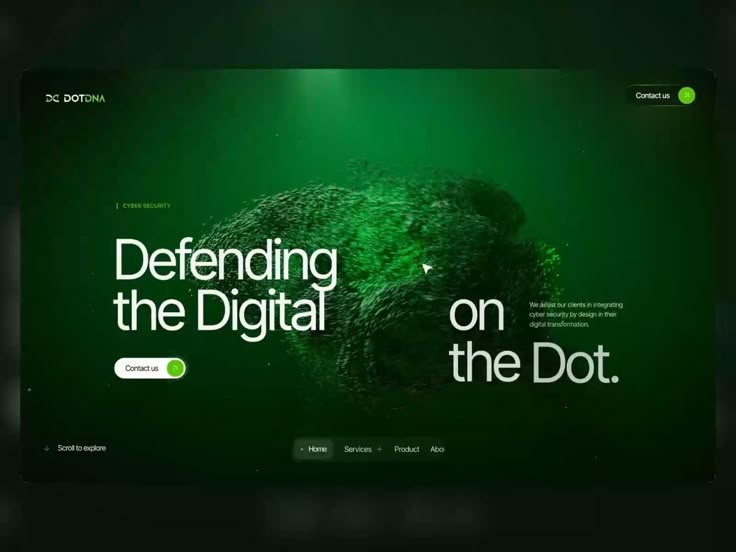 DOTDNA
Contact us
CYBER SECURITY
Defending
the Digital
on
the Dot.
We assist our clients in integrating
cyber security by design in their
digital transformation.
Contact us
Scroll to explore
Home
Services +
Product
Abo